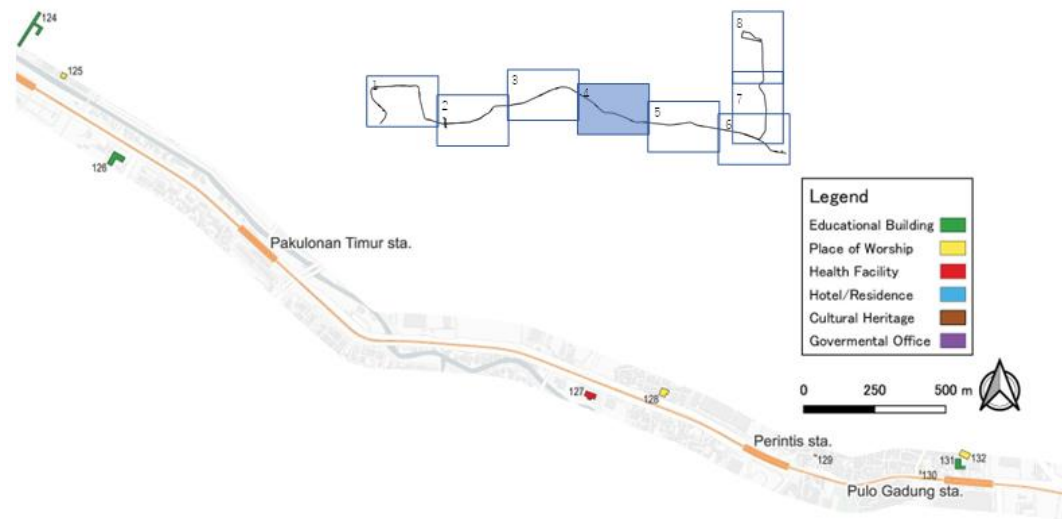 124
125
126
Pakulonan Timur sta.
127
128
Perintis sta.
129
130
131
132
Pulo Gadung sta.
1
2
3
4
5
6
7
8
Legend
Educational Building
Place of Worship
Health Facility
Hotel/Residence
Cultural Heritage
Govermental Office
0 250 500 m